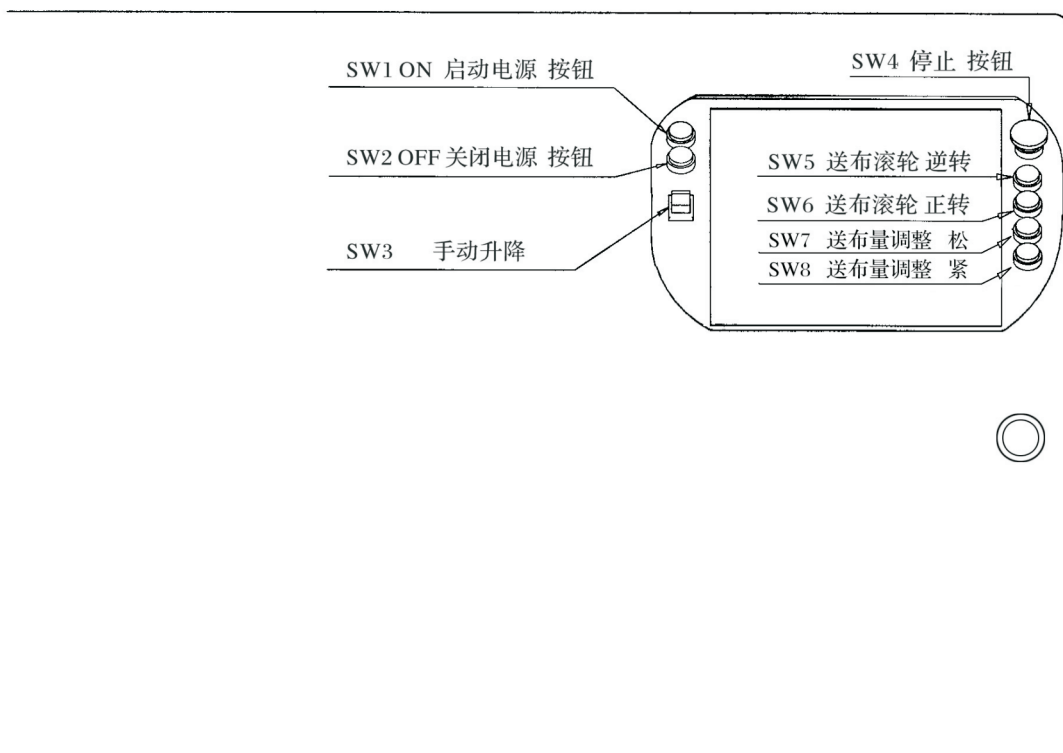 SW1 ON 启动电源 按钮
SW4 停止 按钮
SW2 OFF 关闭电源 按钮
SW5 送布滚轮 逆转
SW6 送布滚轮 正转
SW3 手动升降
SW7 送布量调整 松
SW8 送布量调整 紧